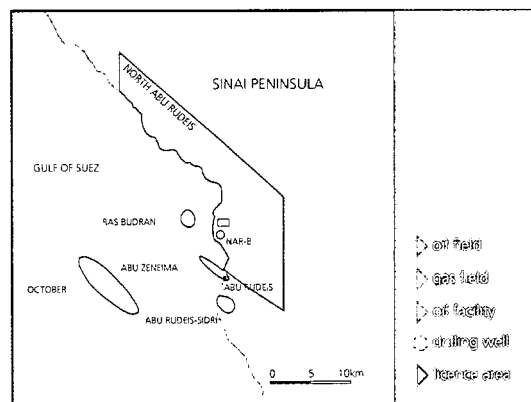 SINAI PENINSULA
NORTH ABU RUDEIS
GULF OF SUEZ
RAS BUDRAN
NAR-B
ABU ZENEIMA
ABU RUDEIS
OCTOBER
ABU RUDEIS-SIDRI
0 5 10km
oil field
gas field
oil facility
drilling well
licence area